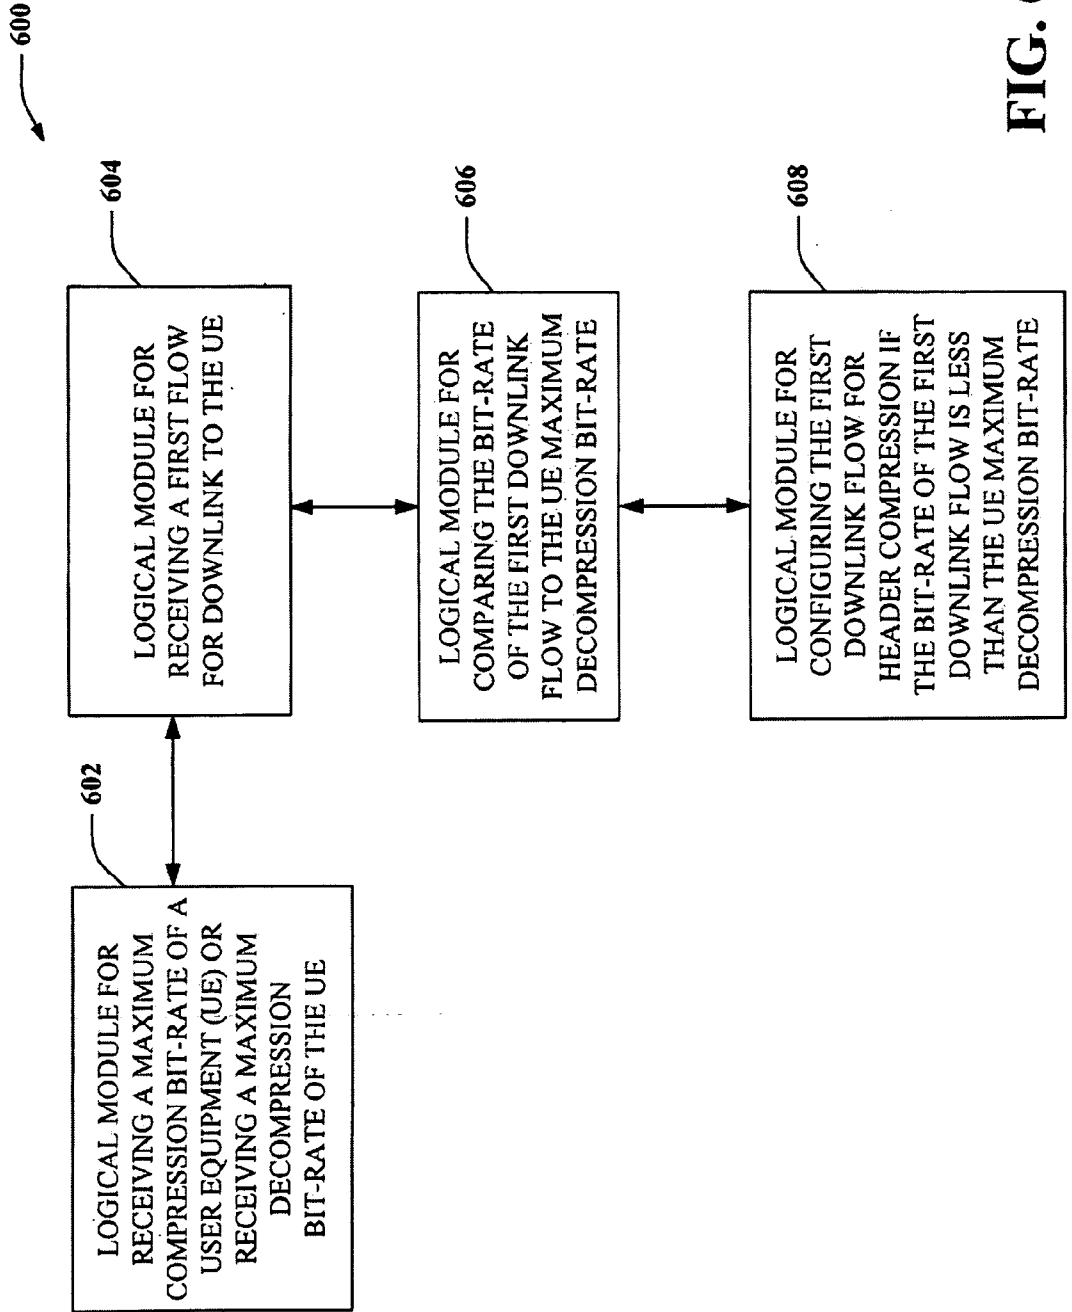 600
602
LOGICAL MODULE FOR
RECEIVING A MAXIMUM
COMPRESSION BIT-RATE OF A
USER EQUIPMENT (UE) OR
RECEIVING A MAXIMUM
DECOMPRESSION
BIT-RATE OF THE UE
604
LOGICAL MODULE FOR
RECEIVING A FIRST FLOW
FOR DOWNLINK TO THE UE
606
LOGICAL MODULE FOR
COMPARING THE BIT-RATE
OF THE FIRST DOWNLINK
FLOW TO THE UE MAXIMUM
DECOMPRESSION BIT-RATE
608
LOGICAL MODULE FOR
CONFIGURING THE FIRST
DOWNLINK FLOW FOR
HEADER COMPRESSION IF
THE BIT-RATE OF THE FIRST
DOWNLINK FLOW IS LESS
THAN THE UE MAXIMUM
DECOMPRESSION BIT-RATE
FIG.